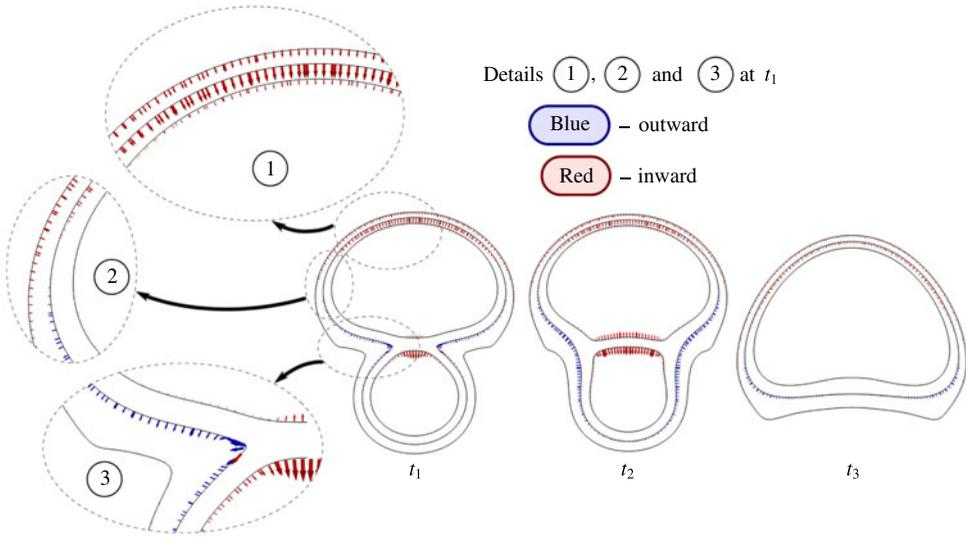 Details 1, 2 and 3 at t1
Blue – outward
Red – inward
1
2
3
t1
t2
t3